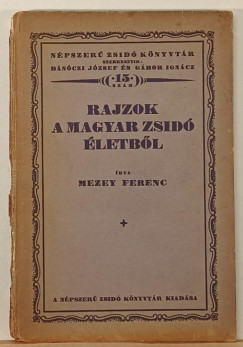 NÉPSZERŰ ZSIDÓ KÖNYVTÁR
SZERKESZTIK:
BÁNÓCZI JÓZSEF ÉS GÁBOR IGNÁCZ
15.
SZÁM
RAJZOK
A MAGYAR ZSIDÓ
ÉLETBŐL
ÍRTA
MEZEY FERENC
A NÉPSZERŰ ZSIDÓ KÖNYVTÁR KIADÁSA